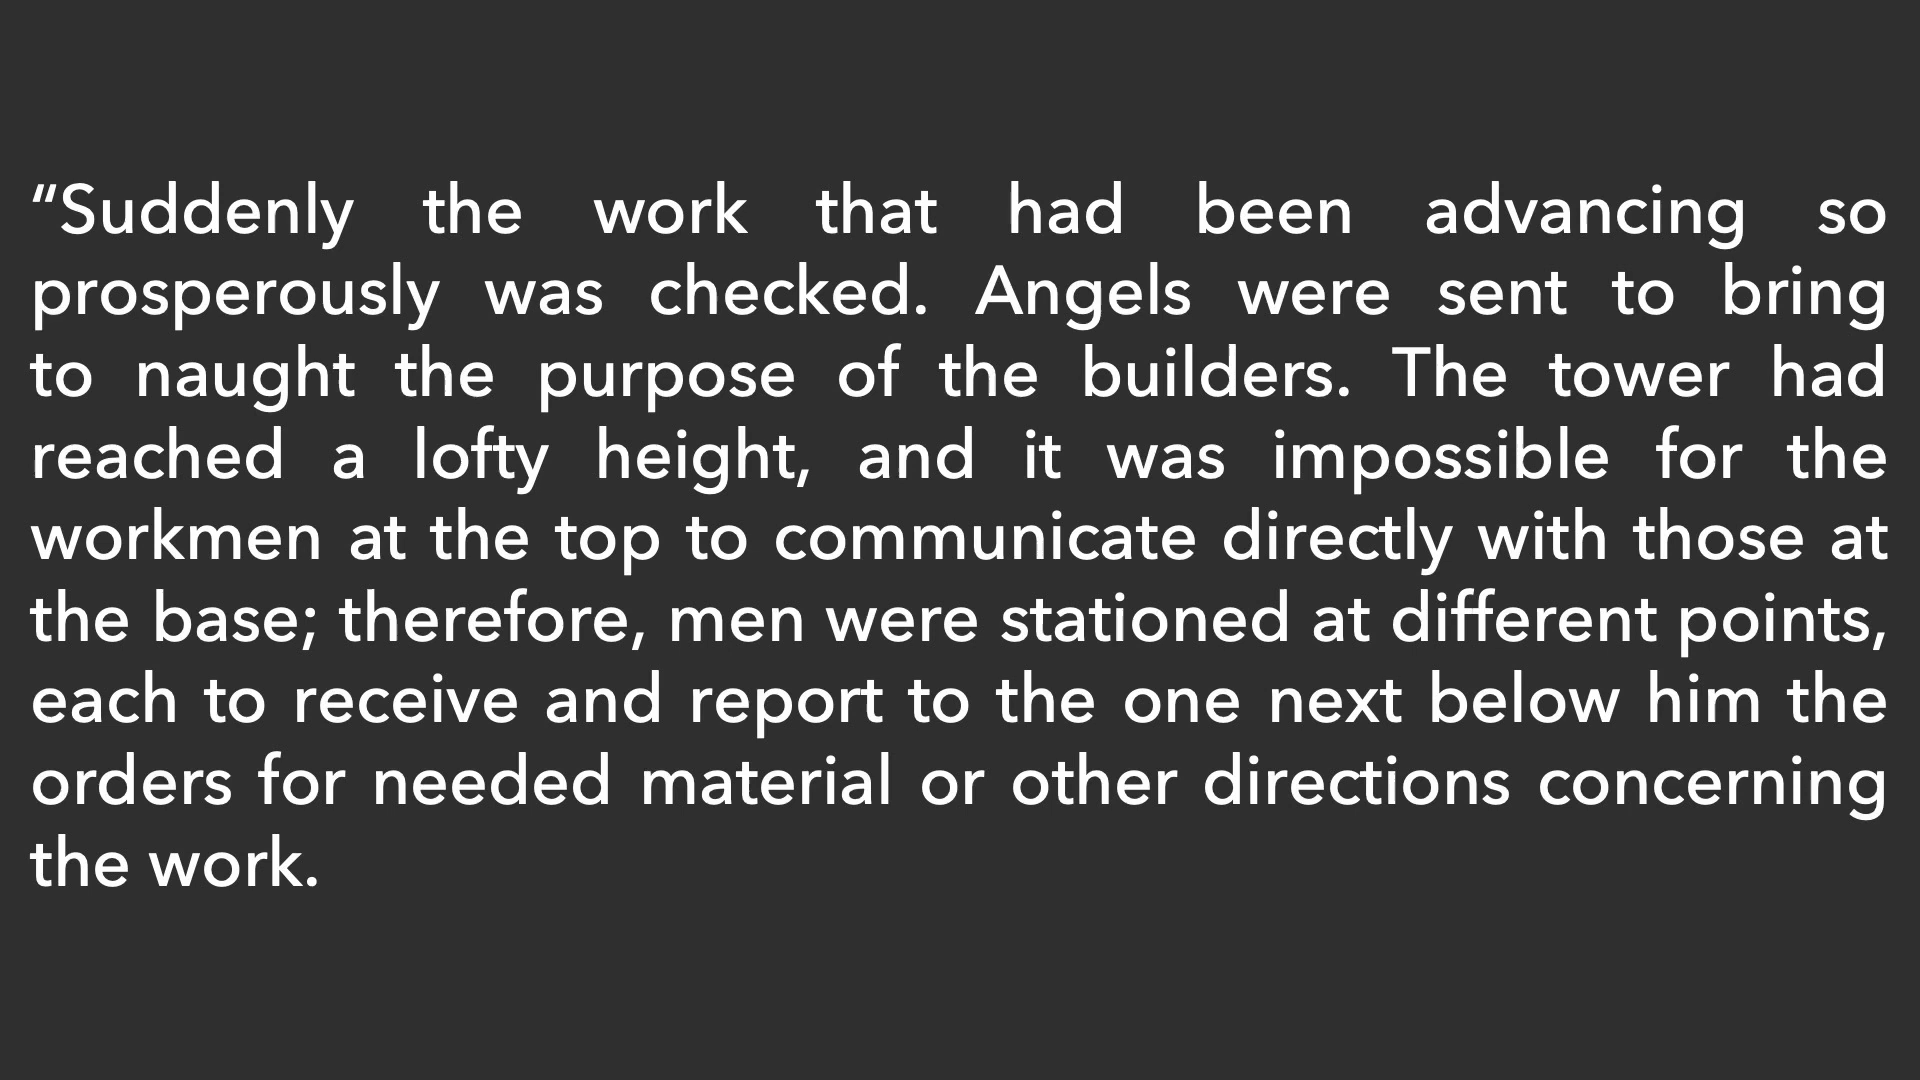 “Suddenly the work that had been advancing so
prosperously was checked. Angels were sent to bring
to naught the purpose of the builders. The tower had
reached a lofty height, and it was impossible for the
workmen at the top to communicate directly with those at
the base; therefore, men were stationed at different points,
each to receive and report to the one next below him the
orders for needed material or other directions concerning
the work.